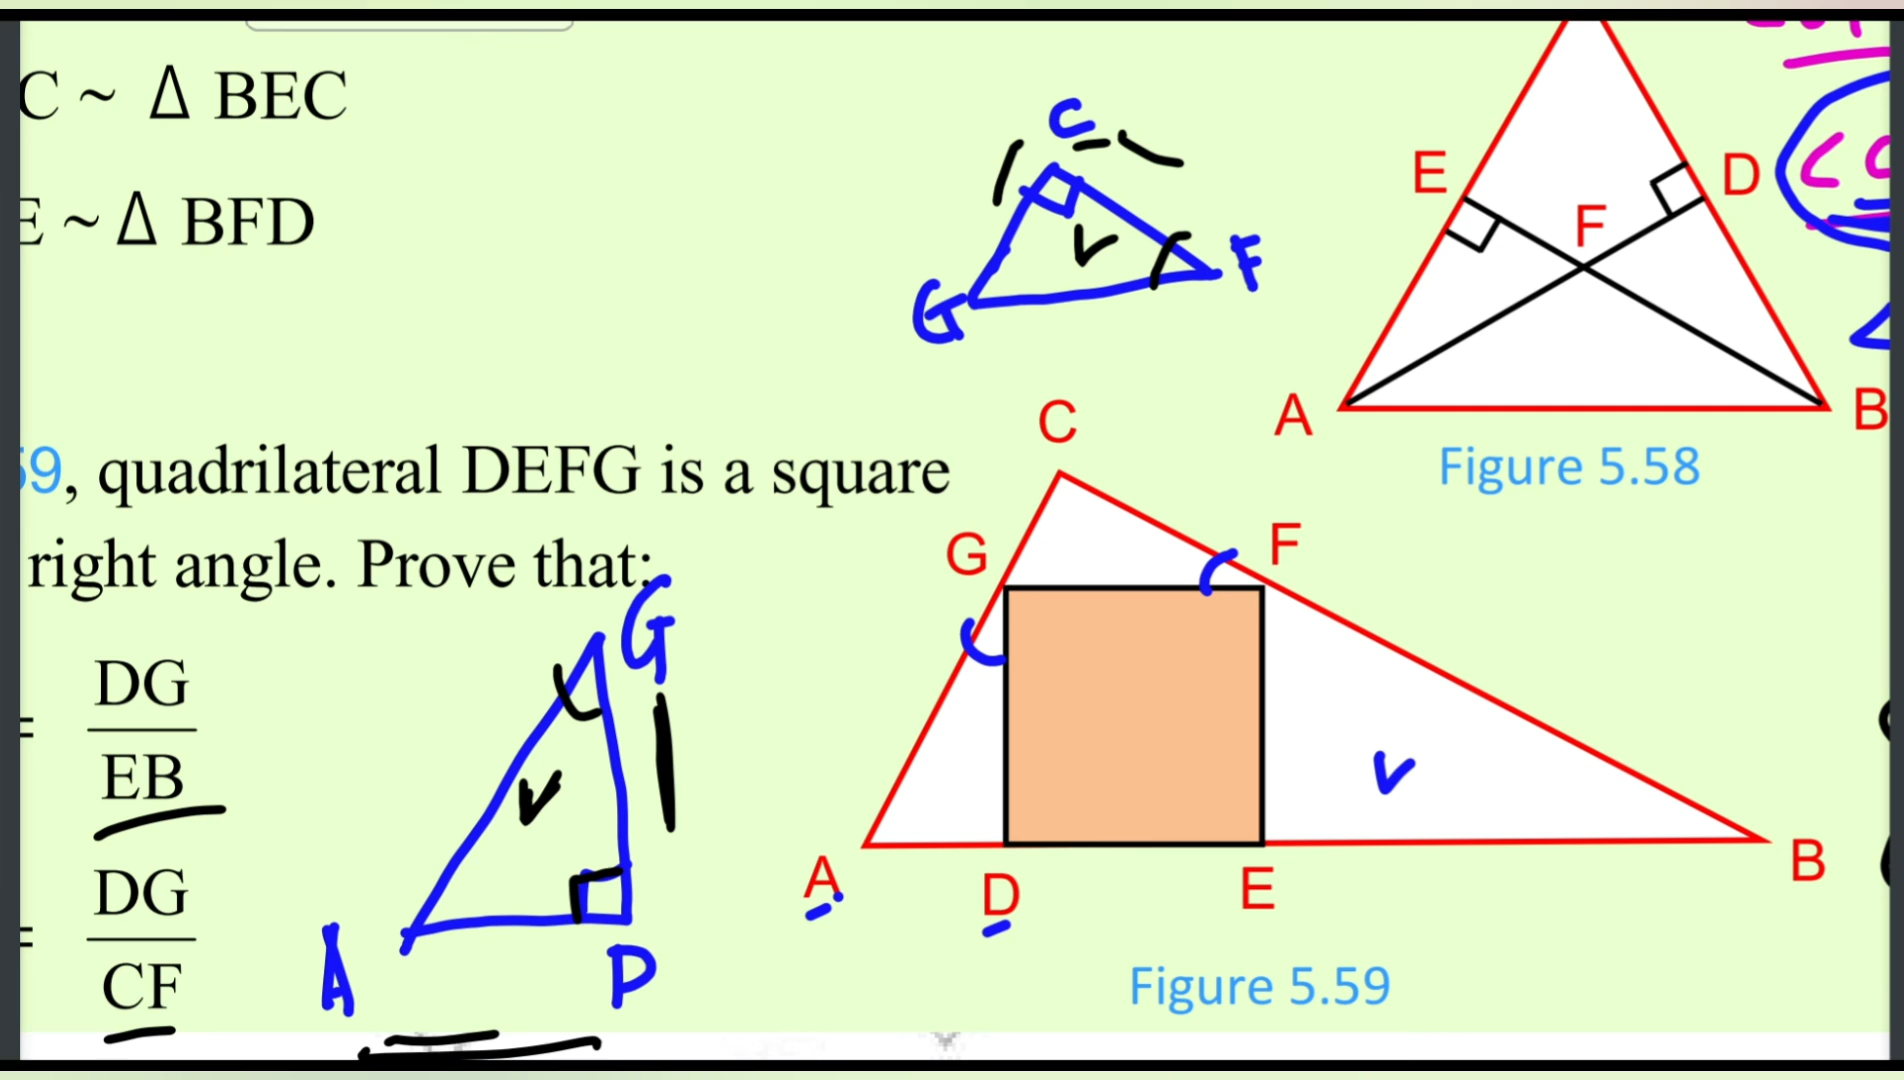 C ~ Δ BEC
E ~ Δ BFD
C
G
F
E
D
F
A
B
Figure 5.58
59, quadrilateral DEFG is a square
right angle. Prove that:
= DG
EB
= DG
CF
G
A
D
C
G
F
A
D
E
B
Figure 5.59